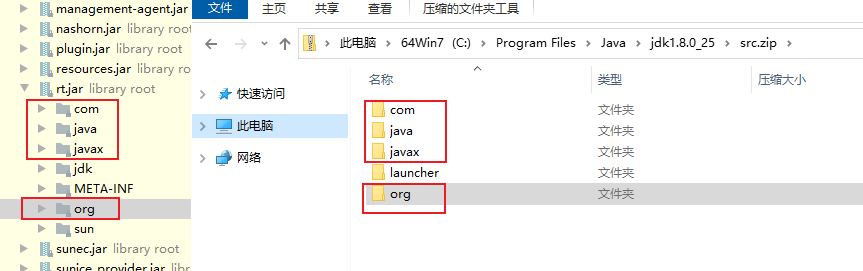 management-agent.jar library root
nashorn.jar library root
plugin.jar library root
resources.jar library root
rt.jar library root
com
java
javax
jdk
META-INF
org
sun
sunec.jar library root
sunjce_provider.jar library root
文件 主页 共享 查看 压缩的文件夹工具
此电脑 > 64Win7 (C:) > Program Files > Java > jdk1.8.0_25 > src.zip >
快速访问
此电脑
网络
名称 类型 压缩大小
com 文件夹
java 文件夹
javax 文件夹
launcher 文件夹
org 文件夹